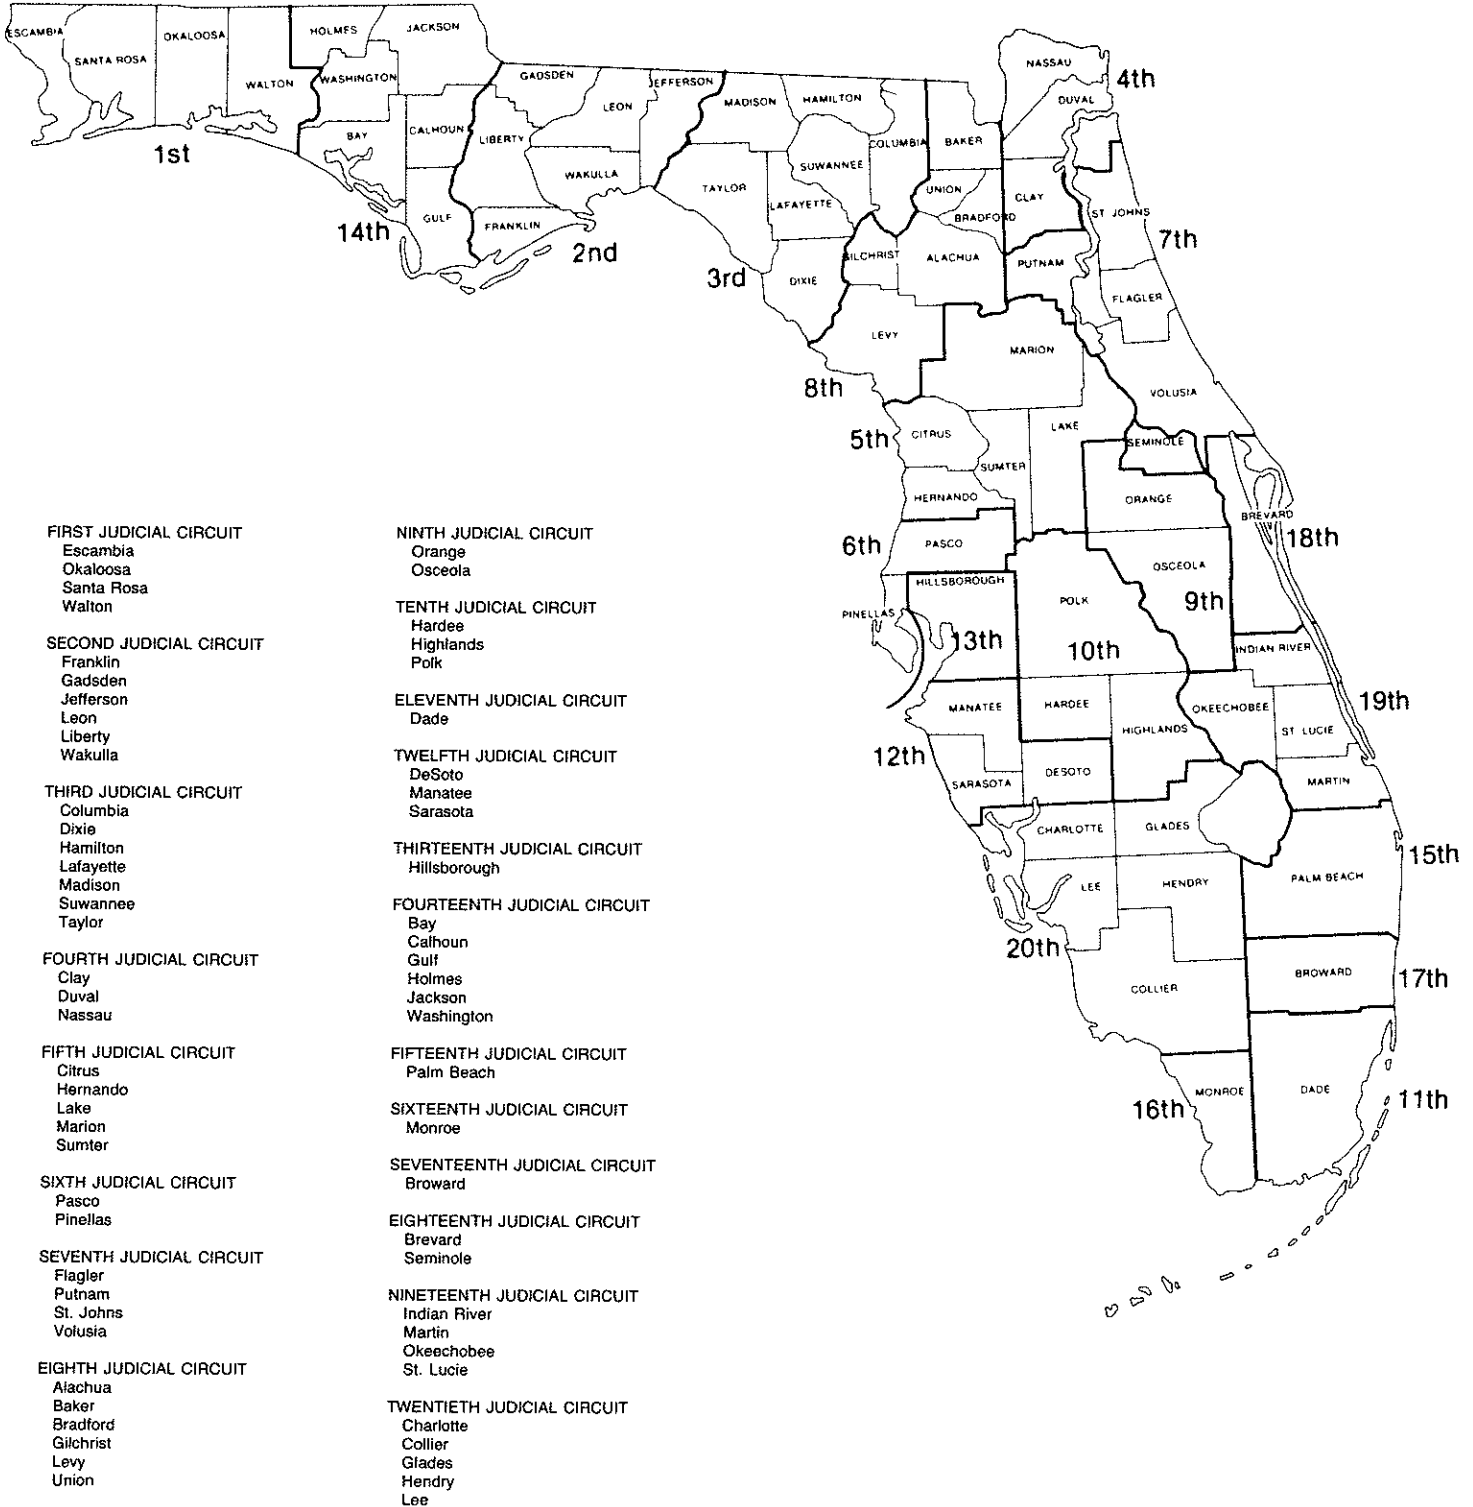 ESCAMBIA
SANTA ROSA
OKALOOSA
WALTON
HOLMES
JACKSON
WASHINGTON
BAY
CALHOUN
GULF
GADSDEN
LIBERTY
LEON
JEFFERSON
WAKULLA
FRANKLIN
MADISON
HAMILTON
TAYLOR
LAFAYETTE
SUWANNEE
COLUMBIA
DIXIE
GILCHRIST
BAKER
UNION
BRADFORD
ALACHUA
LEVY
NASSAU
DUVAL
CLAY
ST JOHNS
PUTNAM
FLAGLER
VOLUSIA
MARION
CITRUS
SUMTER
LAKE
HERNANDO
SEMINOLE
ORANGE
BREVARD
OSCEOLA
PASCO
PINELLAS
HILLSBOROUGH
POLK
MANATEE
HARDEE
HIGHLANDS
OKEECHOBEE
INDIAN RIVER
ST LUCIE
MARTIN
SARASOTA
DESOTO
CHARLOTTE
GLADES
LEE
HENDRY
PALM BEACH
COLLIER
BROWARD
MONROE
DADE
1st
14th
2nd
3rd
4th
7th
8th
5th
6th
18th
9th
13th
10th
19th
12th
15th
20th
17th
16th
11th
FIRST JUDICIAL CIRCUIT
Escambia
Okaloosa
Santa Rosa
Walton
SECOND JUDICIAL CIRCUIT
Franklin
Gadsden
Jefferson
Leon
Liberty
Wakulla
THIRD JUDICIAL CIRCUIT
Columbia
Dixie
Hamilton
Lafayette
Madison
Suwannee
Taylor
FOURTH JUDICIAL CIRCUIT
Clay
Duval
Nassau
FIFTH JUDICIAL CIRCUIT
Citrus
Hernando
Lake
Marion
Sumter
SIXTH JUDICIAL CIRCUIT
Pasco
Pinellas
SEVENTH JUDICIAL CIRCUIT
Flagler
Putnam
St. Johns
Volusia
EIGHTH JUDICIAL CIRCUIT
Alachua
Baker
Bradford
Gilchrist
Levy
Union
NINTH JUDICIAL CIRCUIT
Orange
Osceola
TENTH JUDICIAL CIRCUIT
Hardee
Highlands
Polk
ELEVENTH JUDICIAL CIRCUIT
Dade
TWELFTH JUDICIAL CIRCUIT
DeSoto
Manatee
Sarasota
THIRTEENTH JUDICIAL CIRCUIT
Hillsborough
FOURTEENTH JUDICIAL CIRCUIT
Bay
Calhoun
Gulf
Holmes
Jackson
Washington
FIFTEENTH JUDICIAL CIRCUIT
Palm Beach
SIXTEENTH JUDICIAL CIRCUIT
Monroe
SEVENTEENTH JUDICIAL CIRCUIT
Broward
EIGHTEENTH JUDICIAL CIRCUIT
Brevard
Seminole
NINETEENTH JUDICIAL CIRCUIT
Indian River
Martin
Okeechobee
St. Lucie
TWENTIETH JUDICIAL CIRCUIT
Charlotte
Collier
Glades
Hendry
Lee